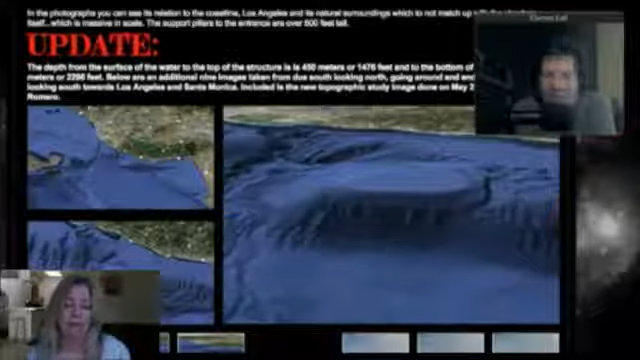 In the photographs you can see its relation to the coastline, Los Angeles and its natural surroundings which to not match up with the
itself...which is massive in scale. The support pillars to the entrance are over 600 feet tall.
UPDATE:
The depth from the surface of the water to the top of the structure is is 450 meters or 1476 feet and to the bottom of
meters or 2296 feet. Below are an additional nine images taken from due south looking north, going around and end
looking south towards Los Angeles and Santa Monica. Included is the new topographic study image done on May 2
Romero.